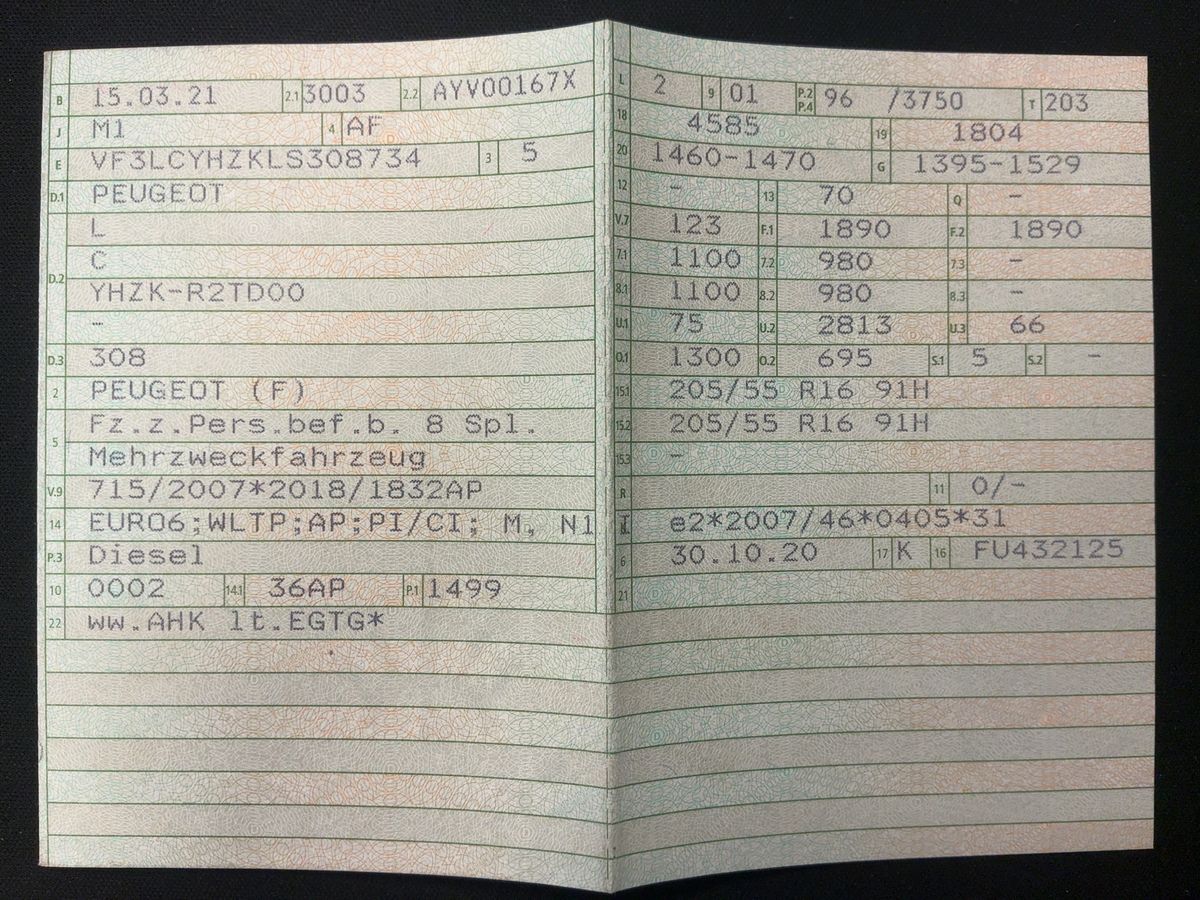 B 15.03.21 2.1 3003 2.2 AYV00167X
J M1 4 AF
E VF3LCYHZKLS308734 3 5
D.1 PEUGEOT
L
D.2 C
YHZK-R2TD00
-
D.3 308
2 PEUGEOT (F)
5 Fz.z.Pers.bef.b. 8 Spl.
Mehrzweckfahrzeug
V.9 715/2007*2018/1832AP
14 EURO6;WLTP;AP;PI/CI; M, N1 I
P.3 Diesel
10 0002 14.1 36AP P.1 1499
22 ww.AHK lt.EGTG*
L 2 9 01 P.2 P.4 96 /3750 T 203
18 4585 19 1804
20 1460-1470 G 1395-1529
12 - 13 70 Q -
V.7 123 F.1 1890 F.2 1890
7.1 1100 7.2 980 7.3 -
8.1 1100 8.2 980 8.3 -
U.1 75 U.2 2813 U.3 66
O.1 1300 O.2 695 S.1 5 S.2 -
15.1 205/55 R16 91H
15.2 205/55 R16 91H
15.3 -
R 11 0/-
e2*2007/46*0405*31
6 30.10.20 17 K 16 FU432125
21